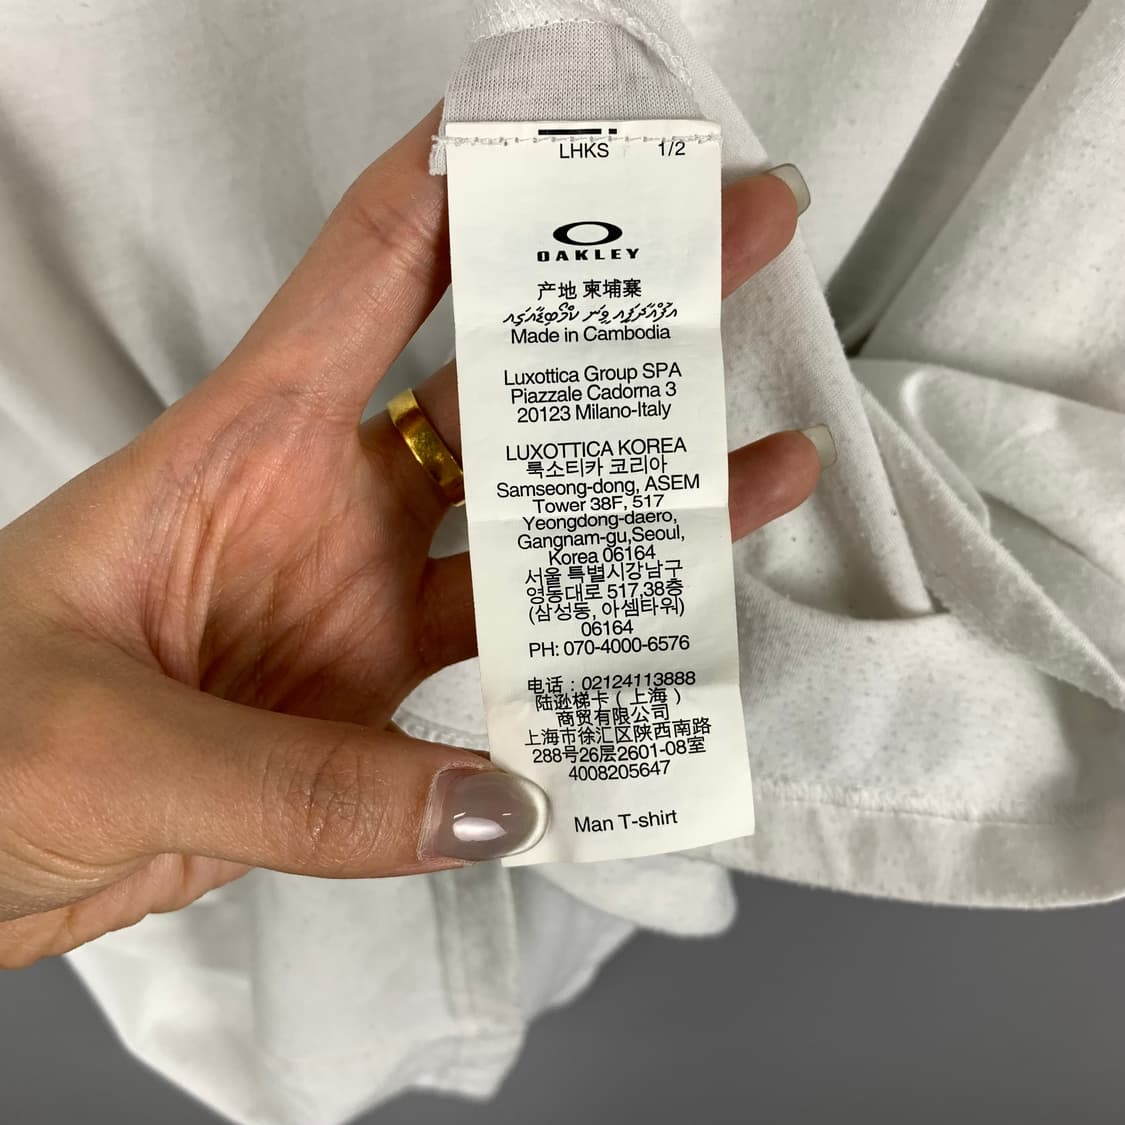 LHKS 1/2
OAKLEY
产地 柬埔寨
Made in Cambodia
Luxottica Group SPA
Piazzale Cadorna 3
20123 Milano-Italy
LUXOTTICA KOREA
룩소티카 코리아
Samseong-dong, ASEM
Tower 38F, 517
Yeongdong-daero,
Gangnam-gu,Seoul,
Korea 06164
서울 특별시강남구
영동대로 517,38층
(삼성동, 아셈타워)
06164
PH: 070-4000-6576
电话 : 02124113888
陆逊梯卡 ( 上海 )
商贸有限公司
上海市徐汇区陕西南路
288号26层2601-08室
4008205647
Man T-shirt